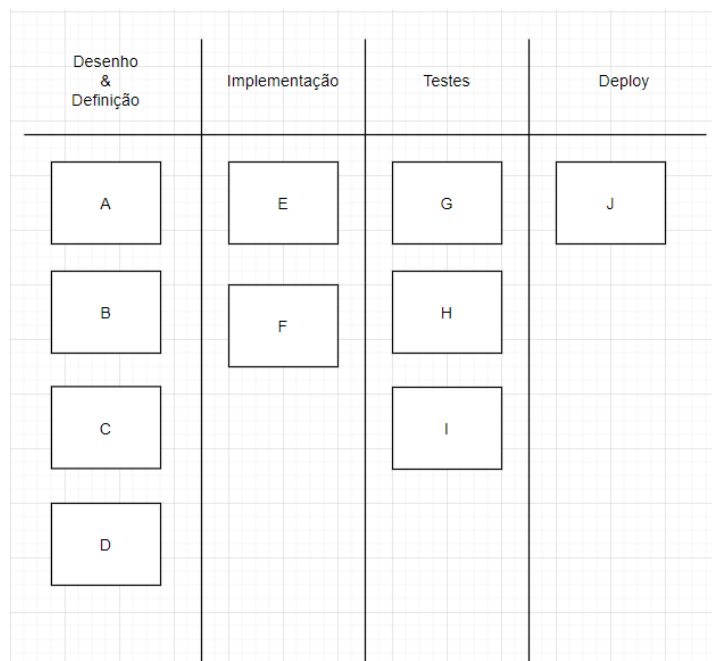 Desenho
&
Definição
Implementação
Testes
Deploy
A
E
G
J
B
F
H
C
I
D